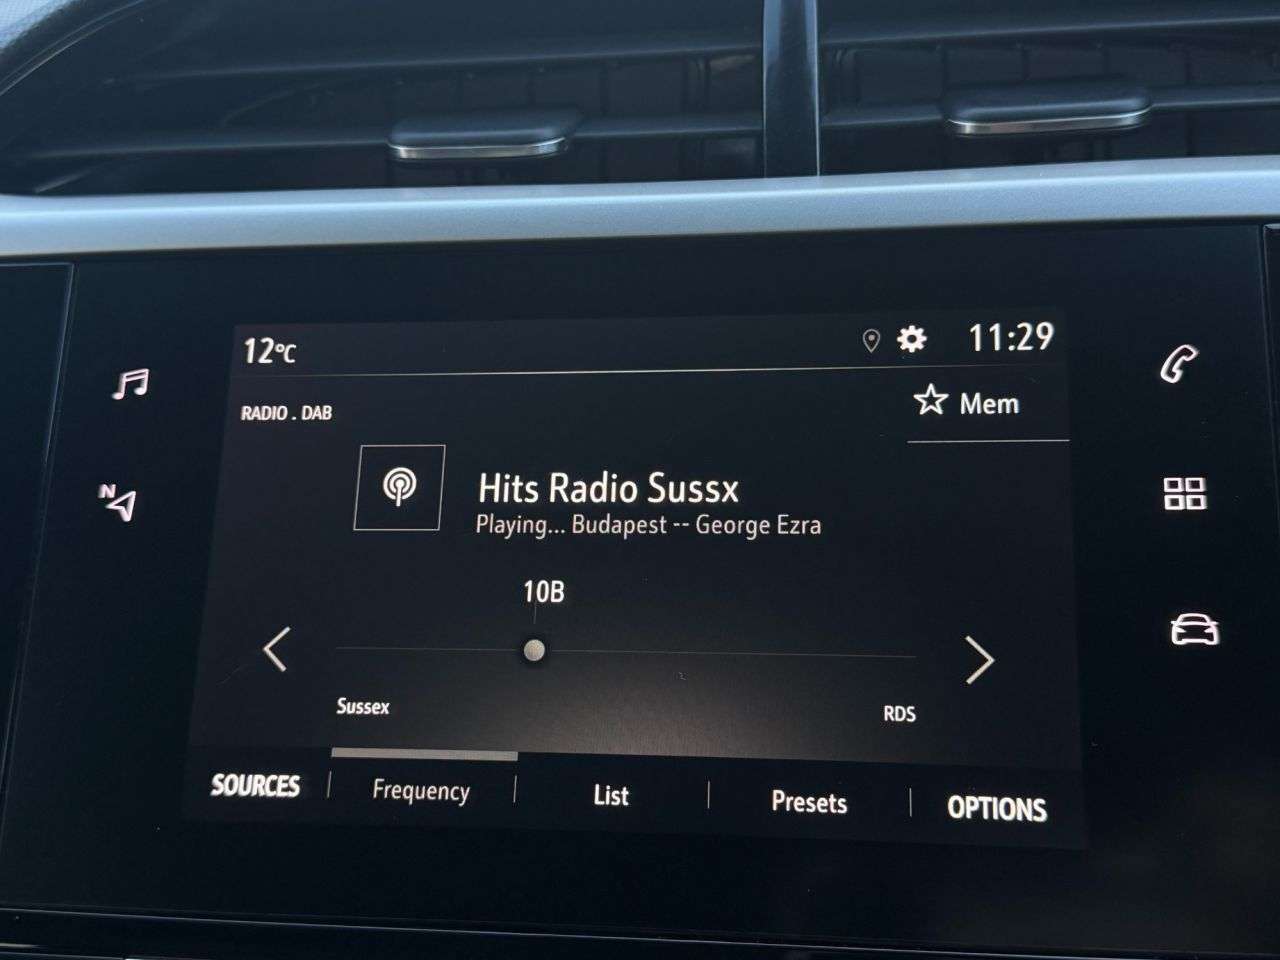 12°C 11:29
RADIO . DAB
Mem
Hits Radio Sussx
Playing... Budapest -- George Ezra
N
10B
Sussex RDS
SOURCES Frequency List Presets OPTIONS